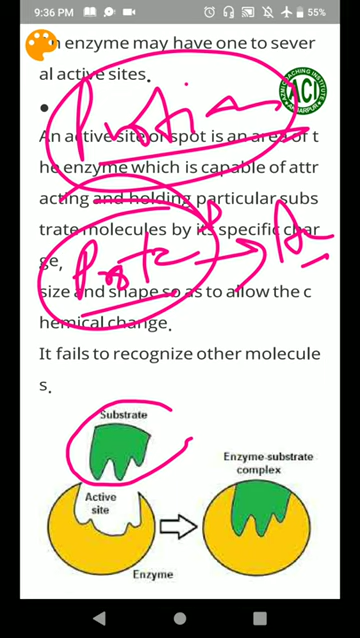 9:36 PM
55%
n enzyme may have one to sever
al active sites.
ACHING INSTITUTE
ACI
An active site or spot is an area of t
he enzyme which is capable of attr
acting and holding particular subs
trate molecules by its specific char
ge,
size and shape so as to allow the c
hemical change.
It fails to recognize other molecule
s.
Substrate
Enzyme-substrate
complex
Active
site
Enzyme